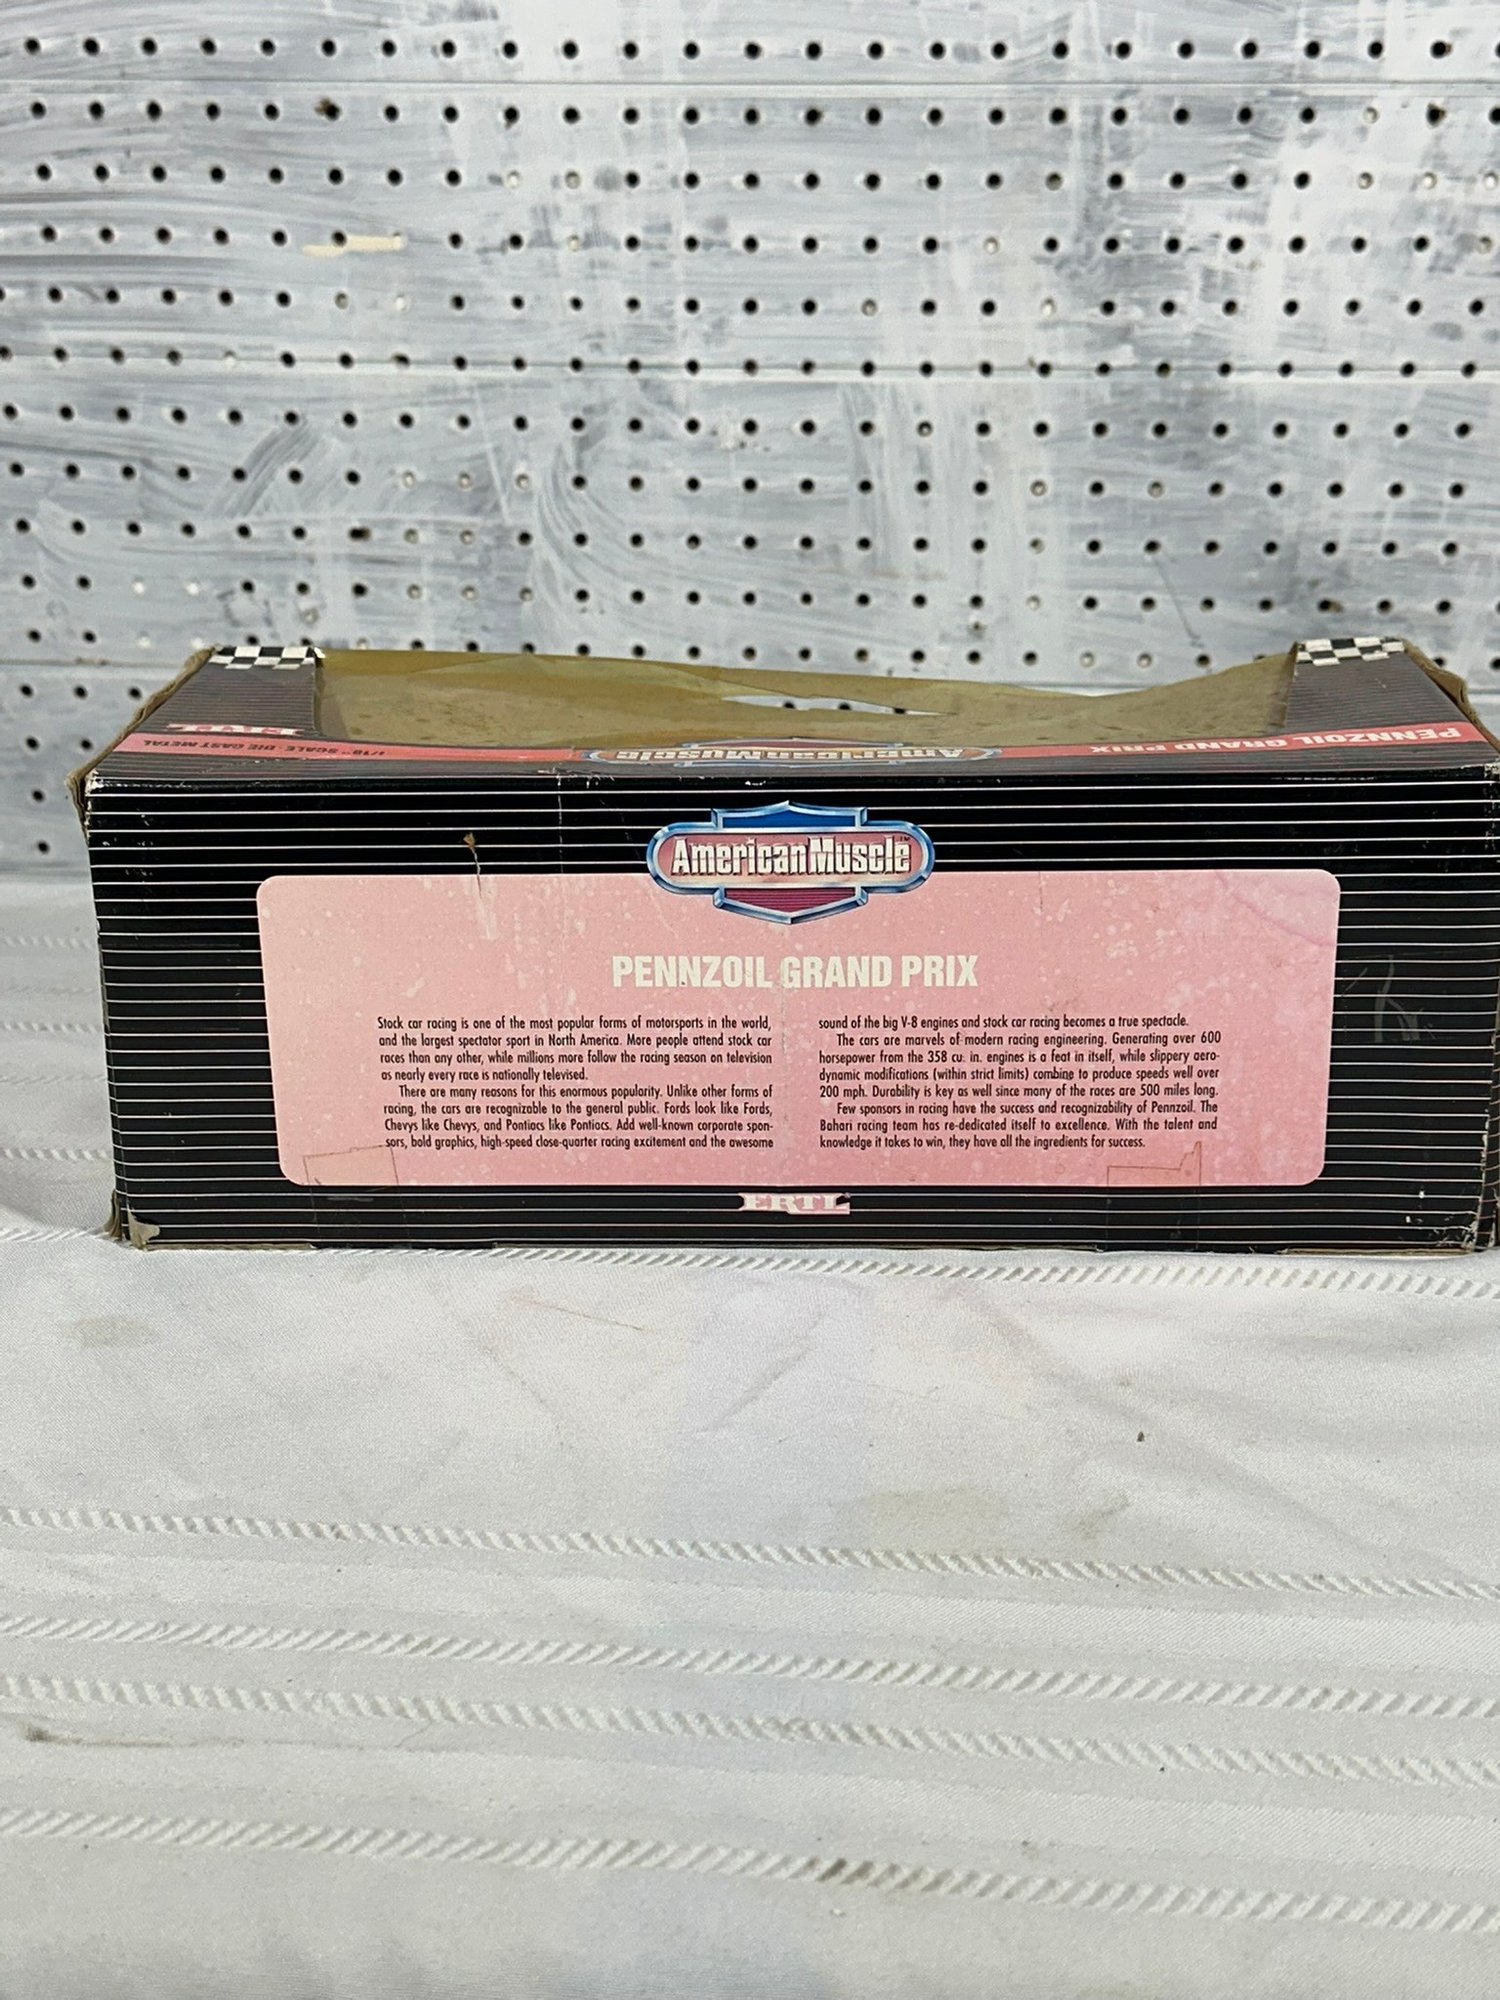 ERTL
1/18TH SCALE · DIE CAST METAL
AmericanMuscle
PENNZOIL GRAND PRIX
AmericanMuscle™
PENNZOIL GRAND PRIX
Stock car racing is one of the most popular forms of motorsports in the world,
and the largest spectator sport in North America. More people attend stock car
races than any other, while millions more follow the racing season on television
as nearly every race is nationally televised.
There are many reasons for this enormous popularity. Unlike other forms of
racing, the cars are recognizable to the general public. Fords look like Fords,
Chevys like Chevys, and Pontiacs like Pontiacs. Add well-known corporate spon-
sors, bold graphics, high-speed close-quarter racing excitement and the awesome
sound of the big V-8 engines and stock car racing becomes a true spectacle.
The cars are marvels of modern racing engineering. Generating over 600
horsepower from the 358 cu. in. engines is a feat in itself, while slippery aero-
dynamic modifications (within strict limits) combine to produce speeds well over
200 mph. Durability is key as well since many of the races are 500 miles long.
Few sponsors in racing have the success and recognizability of Pennzoil. The
Bahari racing team has re-dedicated itself to excellence. With the talent and
knowledge it takes to win, they have all the ingredients for success.
ERTL®